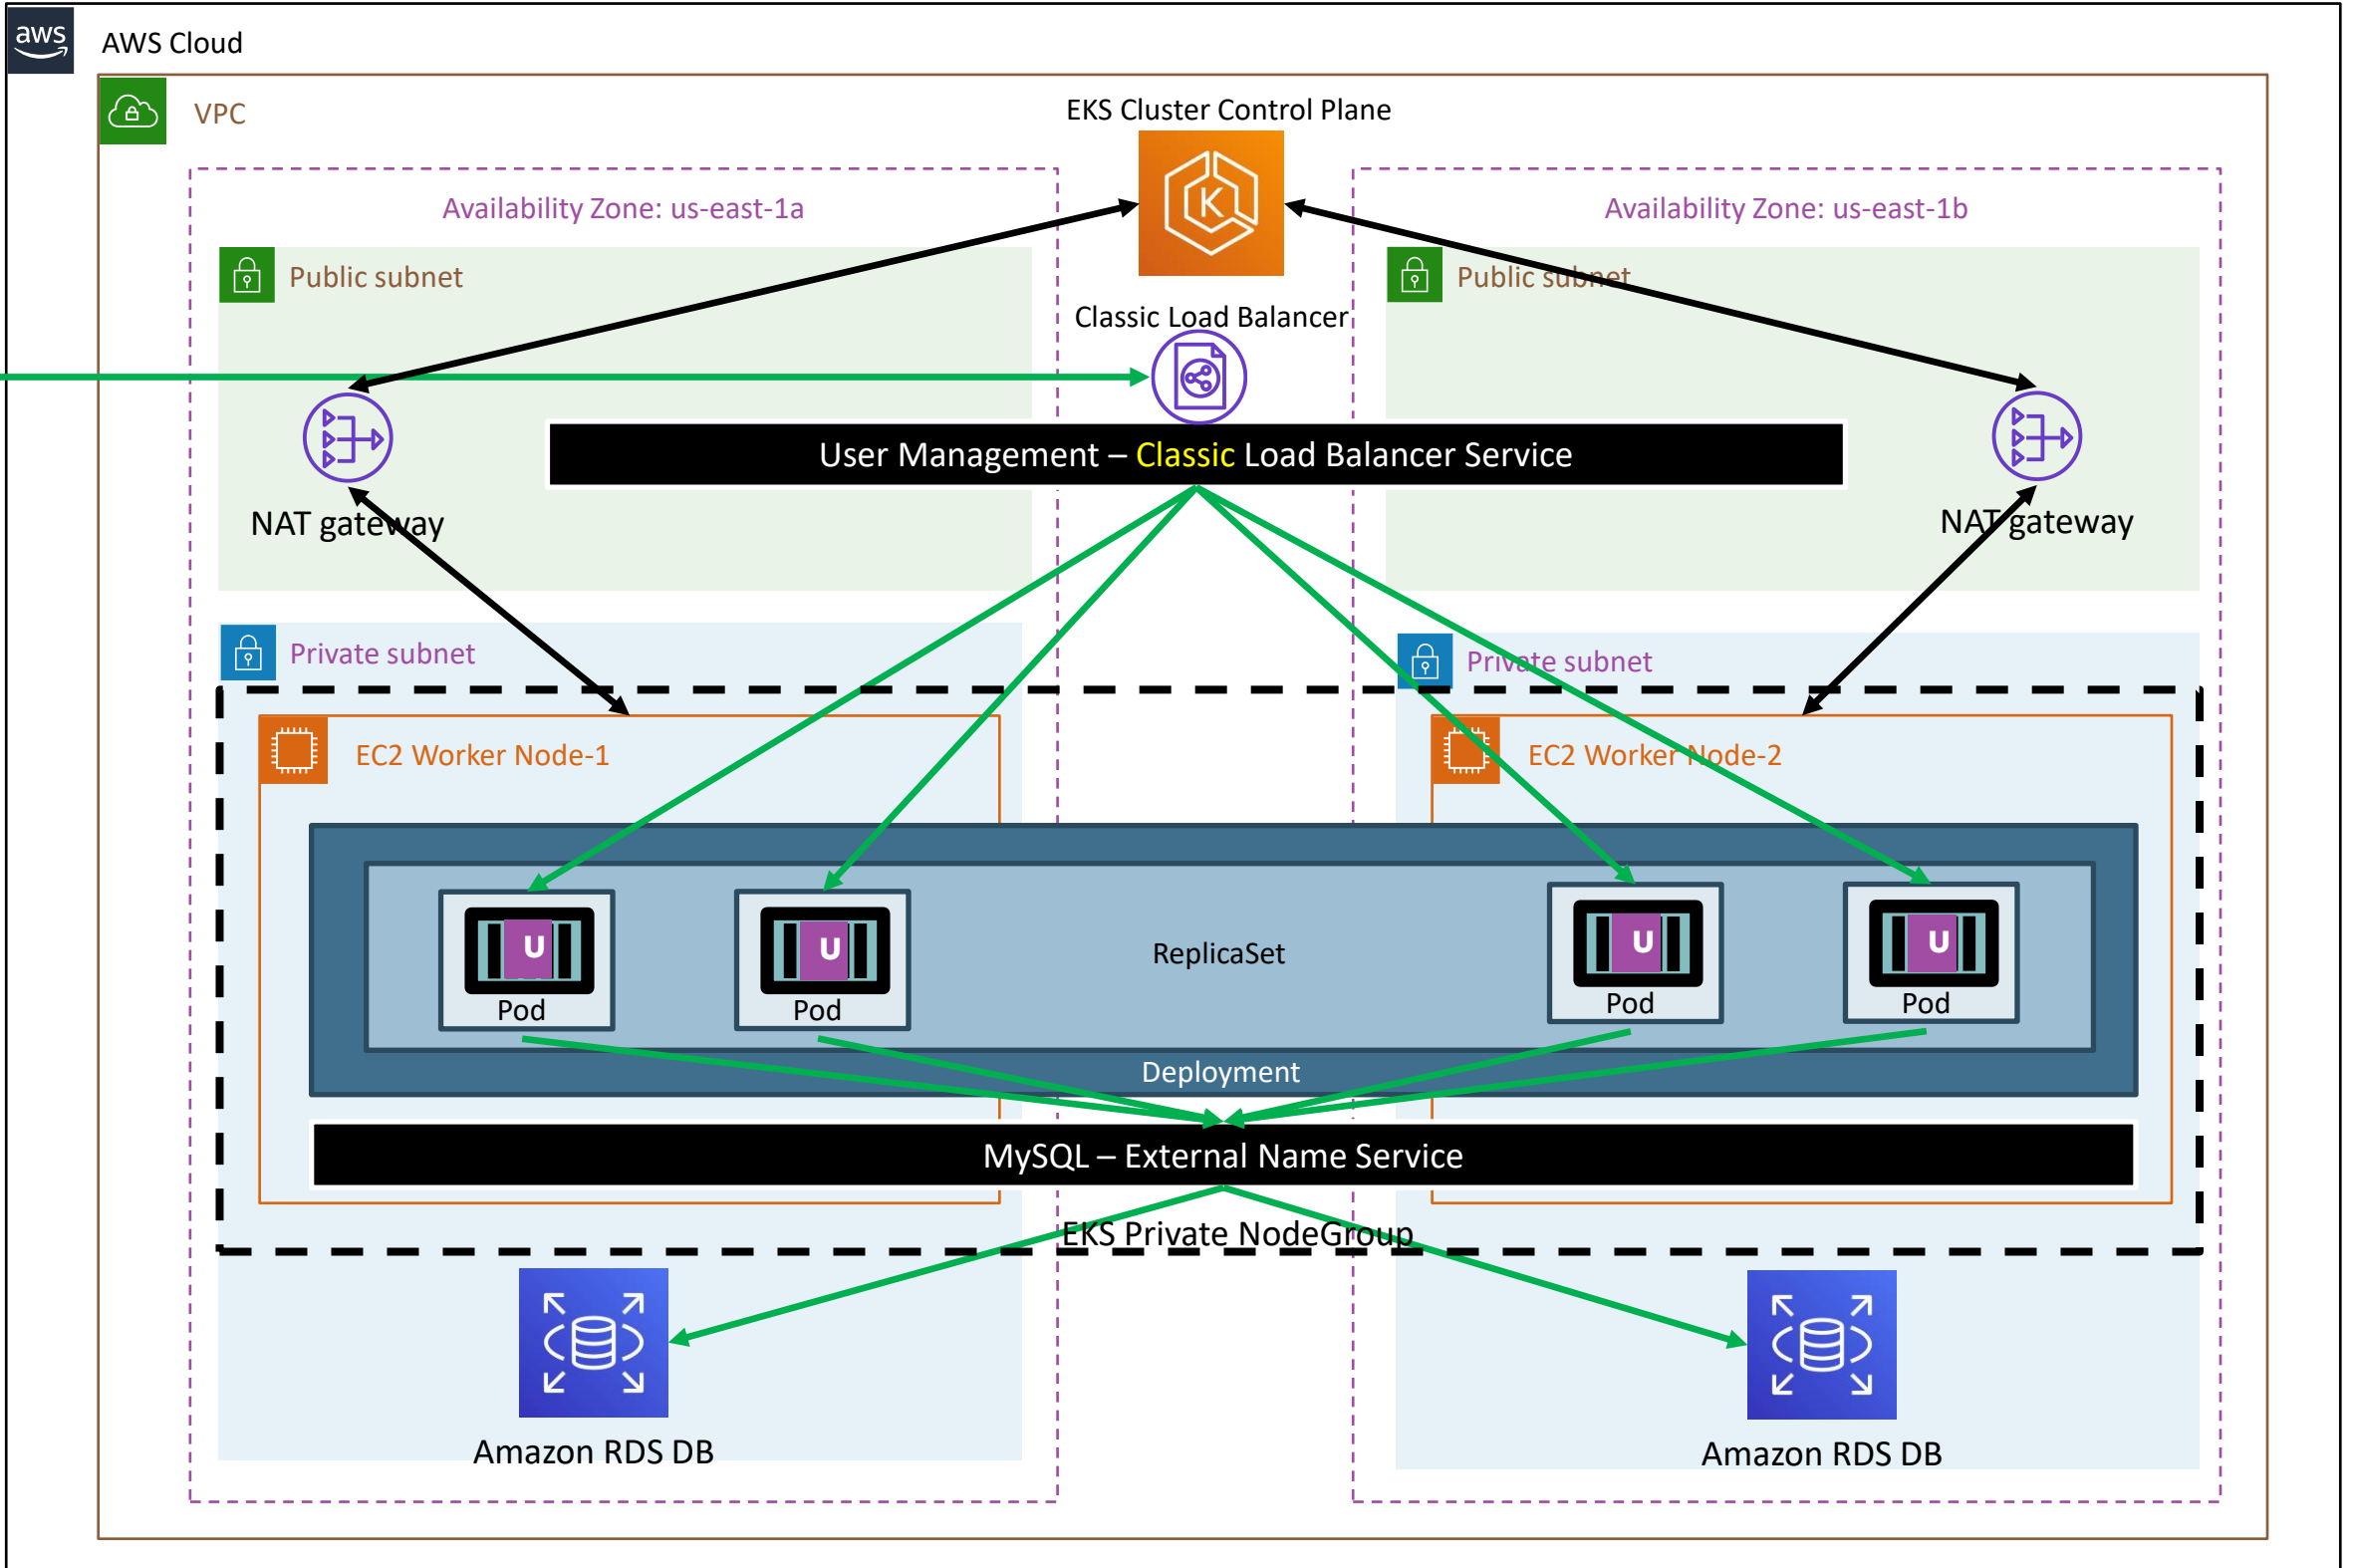 aws
AWS Cloud
VPC
EKS Cluster Control Plane
K
Availability Zone: us-east-1a
Availability Zone: us-east-1b
Public subnet
Public subnet
Classic Load Balancer
User Management – Classic Load Balancer Service
NAT gateway
NAT gateway
Private subnet
Private subnet
EC2 Worker Node-1
EC2 Worker Node-2
U
U
U
U
Pod
Pod
ReplicaSet
Pod
Pod
Deployment
MySQL – External Name Service
EKS Private NodeGroup
Amazon RDS DB
Amazon RDS DB